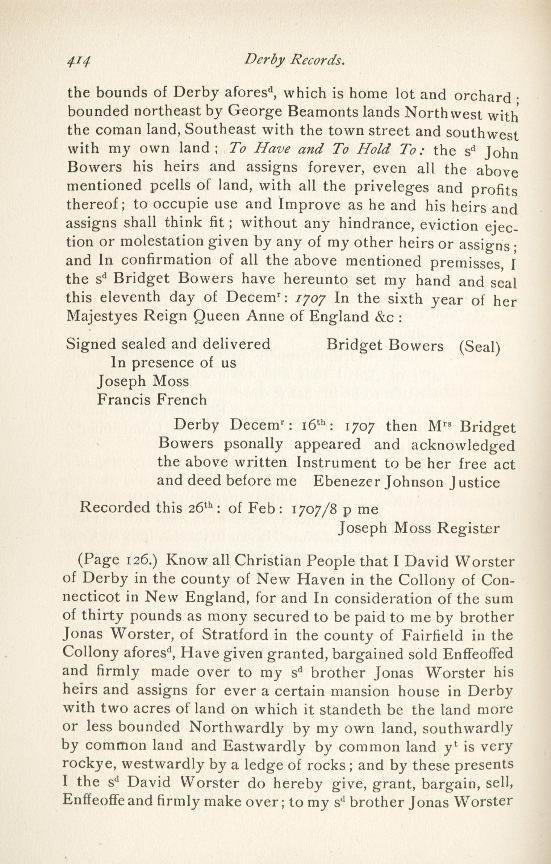 414 Derby Records.
the bounds of Derby aforesᵈ, which is home lot and orchard ;
bounded northeast by George Beamonts lands Northwest with
the coman land, Southeast with the town street and southwest
with my own land ; To Have and To Hold To: the sᵈ John
Bowers his heirs and assigns forever, even all the above
mentioned pcells of land, with all the priveleges and profits
thereof ; to occupie use and Improve as he and his heirs and
assigns shall think fit ; without any hindrance, eviction ejec-
tion or molestation given by any of my other heirs or assigns ;
and In confirmation of all the above mentioned premisses, I
the sᵈ Bridget Bowers have hereunto set my hand and seal
this eleventh day of Decemʳ: 1707 In the sixth year of her
Majestyes Reign Queen Anne of England &c :
Signed sealed and delivered Bridget Bowers (Seal)
In presence of us
Joseph Moss
Francis French
Derby Decemʳ: 16ᵗʰ: 1707 then Mʳˢ Bridget
Bowers psonally appeared and acknowledged
the above written Instrument to be her free act
and deed before me Ebenezer Johnson Justice
Recorded this 26ᵗʰ: of Feb: 1707/8 p me
Joseph Moss Register
(Page 126.) Know all Christian People that I David Worster
of Derby in the county of New Haven in the Collony of Con-
necticot in New England, for and In consideration of the sum
of thirty pounds as mony secured to be paid to me by brother
Jonas Worster, of Stratford in the county of Fairfield in the
Collony aforesᵈ, Have given granted, bargained sold Enffeoffed
and firmly made over to my sᵈ brother Jonas Worster his
heirs and assigns for ever a certain mansion house in Derby
with two acres of land on which it standeth be the land more
or less bounded Northwardly by my own land, southwardly
by common land and Eastwardly by common land yᵗ is very
rockye, westwardly by a ledge of rocks ; and by these presents
I the sᵈ David Worster do hereby give, grant, bargain, sell,
Enffeoffe and firmly make over ; to my sᵈ brother Jonas Worster